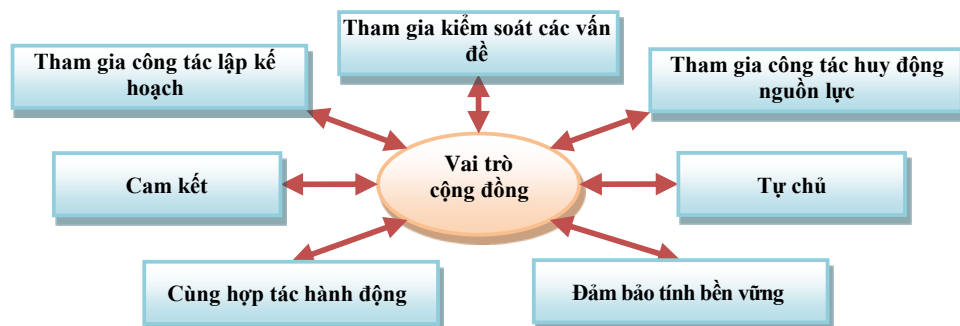 Tham gia kiểm soát các vấn
đề
Tham gia công tác lập kế
hoạch
Tham gia công tác huy động
nguồn lực
Vai trò
cộng đồng
Cam kết
Tự chủ
Cùng hợp tác hành động
Đảm bảo tính bền vững